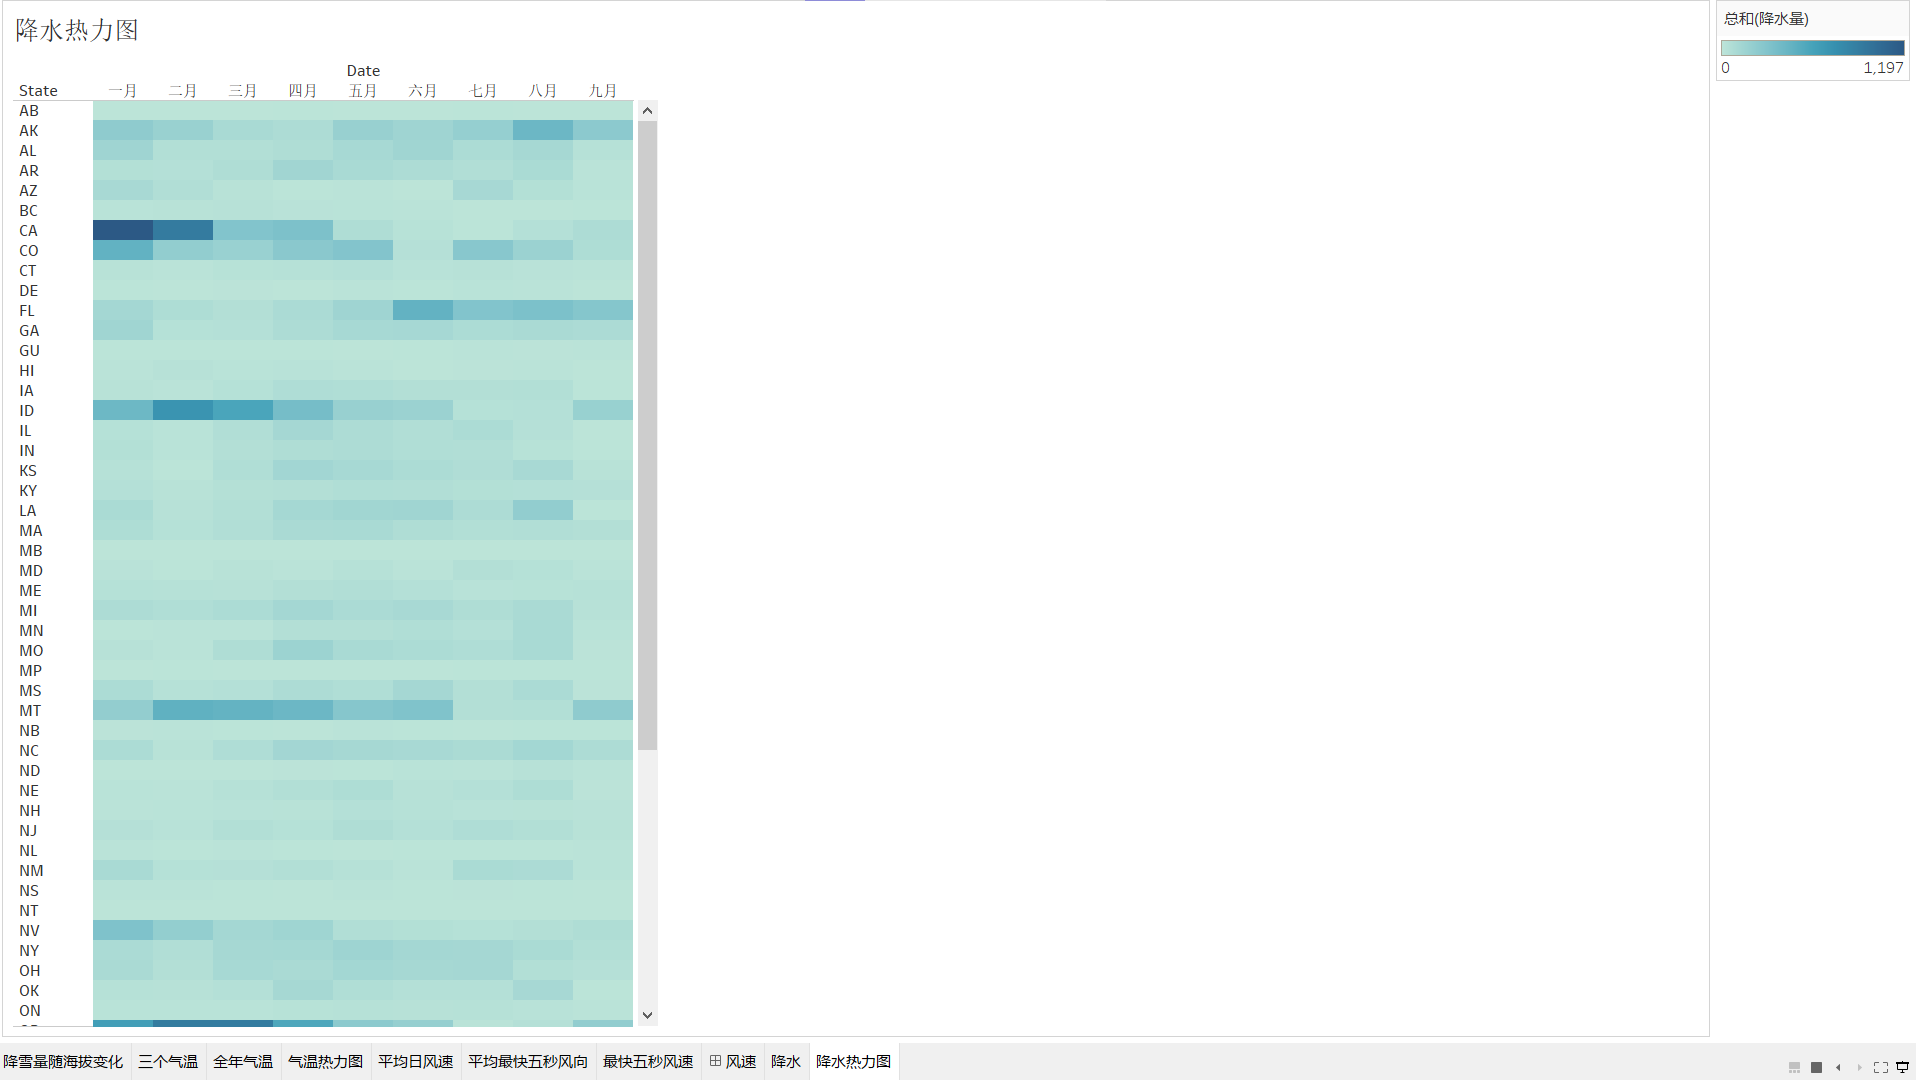 降水热力图
总和(降水量)
0 1,197
Date
State 一月 二月 三月 四月 五月 六月 七月 八月 九月
AB
AK
AL
AR
AZ
BC
CA
CO
CT
DE
FL
GA
GU
HI
IA
ID
IL
IN
KS
KY
LA
MA
MB
MD
ME
MI
MN
MO
MP
MS
MT
NB
NC
ND
NE
NH
NJ
NL
NM
NS
NT
NV
NY
OH
OK
ON
降雪量随海拔变化 三个气温 全年气温 气温热力图 平均日风速 平均最快五秒风向 最快五秒风速 风速 降水 降水热力图